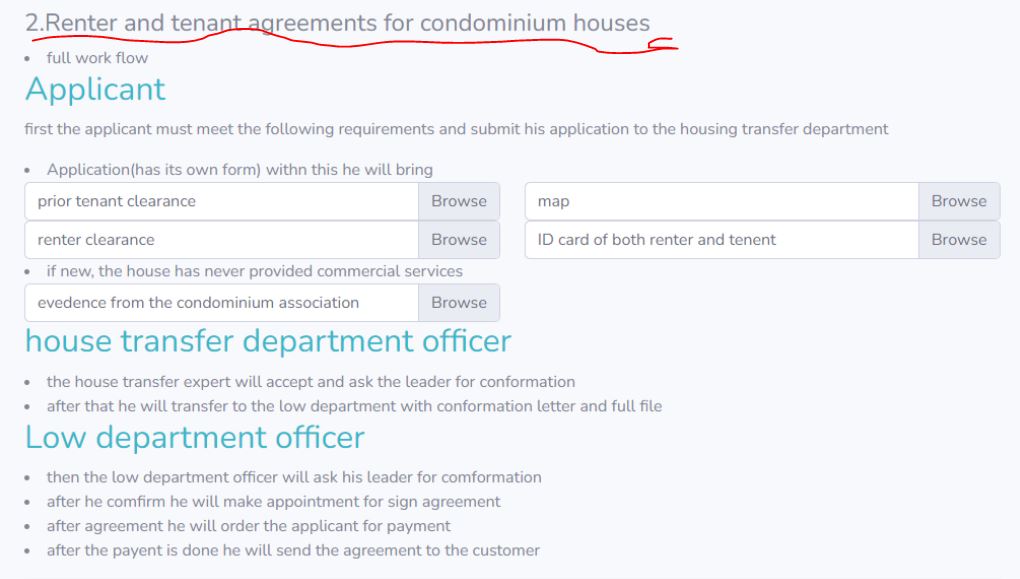 2.Renter and tenant agreements for condominium houses
• full work flow
Applicant
first the applicant must meet the following requirements and submit his application to the housing transfer department
• Application(has its own form) withn this he will bring
prior tenant clearance Browse map Browse
renter clearance Browse ID card of both renter and tenent Browse
• if new, the house has never provided commercial services
evedence from the condominium association Browse
house transfer department officer
• the house transfer expert will accept and ask the leader for conformation
• after that he will transfer to the low department with conformation letter and full file
Low department officer
• then the low department officer will ask his leader for comformation
• after he comfirm he will make appointment for sign agreement
• after agreement he will order the applicant for payment
• after the payent is done he will send the agreement to the customer